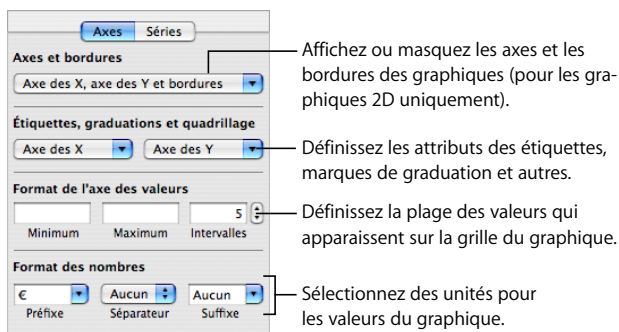 Axes Séries
Axes et bordures
Axe des X, axe des Y et bordures
Étiquettes, graduations et quadrillage
Axe des X Axe des Y
Format de l'axe des valeurs
5
Minimum Maximum Intervalles
Format des nombres
€ Aucun Aucun
Préfixe Séparateur Suffixe
Affichez ou masquez les axes et les
bordures des graphiques (pour les gra-
phiques 2D uniquement).
Définissez les attributs des étiquettes,
marques de graduation et autres.
Définissez la plage des valeurs qui
apparaissent sur la grille du graphique.
Sélectionnez des unités pour
les valeurs du graphique.